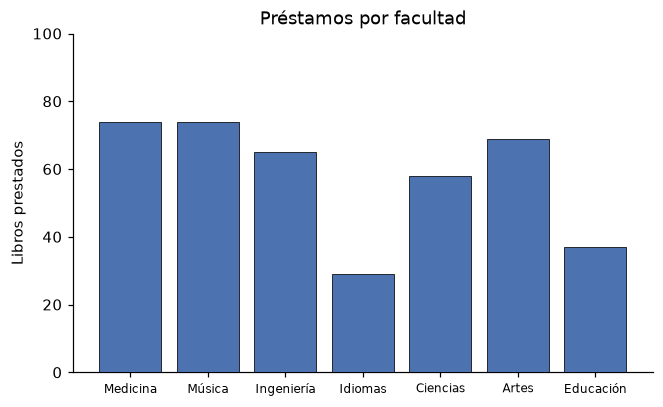 Préstamos por facultad
Libros prestados
100
80
60
40
20
0
Medicina Música Ingeniería Idiomas Ciencias Artes Educación